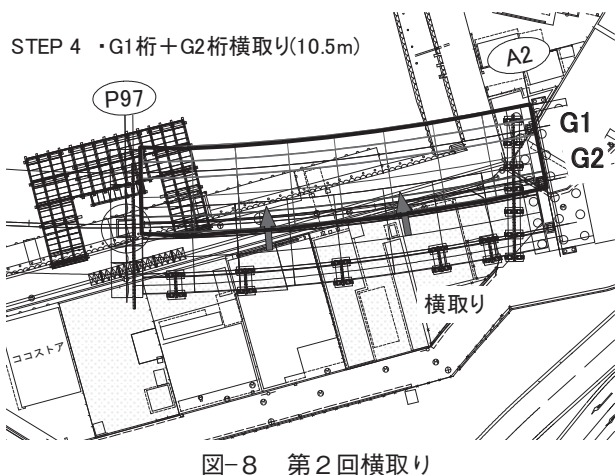 STEP 4 ・G1桁＋G2桁横取り(10.5m)
A2
P97
G1
G2
横取り
ココストア
図-8 第２回横取り